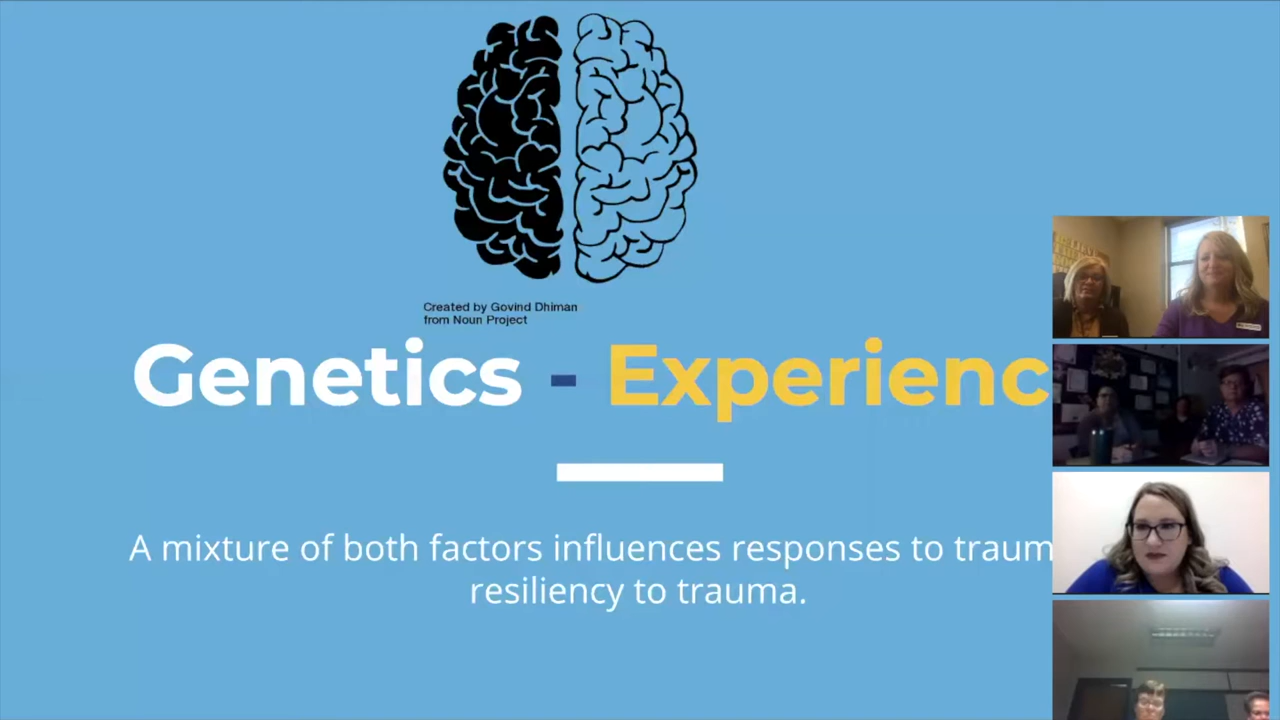 Created by Govind Dhiman
from Noun Project
Genetics - Experienc
A mixture of both factors influences responses to traum
resiliency to trauma.